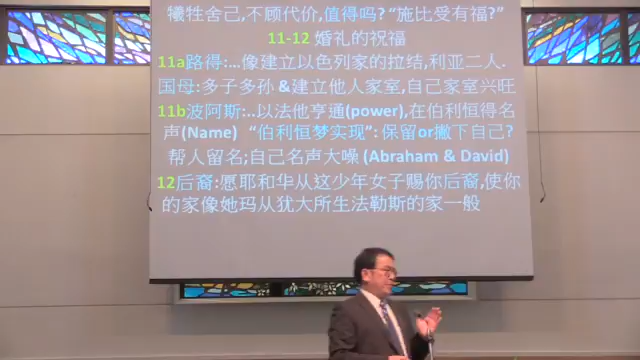 犠牲舍己,不顾代价,值得吗?“施比受有福?”
11-12 婚礼的祝福
11a路得:…像建立以色列家的拉结,利亚二人.
国母:多子多孙 &建立他人家室,自己家室兴旺
11b波阿斯:..以法他亨通(power),在伯利恒得名
声(Name) “伯利恒梦实现”: 保留or撇下自己?
帮人留名;自己名声大噪 (Abraham & David)
12后裔:愿耶和华从这少年女子赐你后裔,使你
的家像她玛从犹大所生法勒斯的家一般